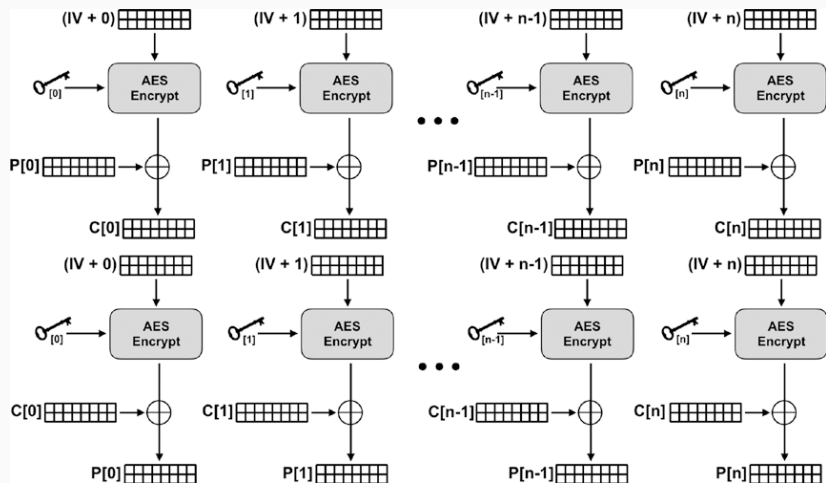 (IV + 0) (IV + 1) (IV + n-1) (IV + n)
[0] AES Encrypt [1] AES Encrypt [n-1] AES Encrypt [n] AES Encrypt
•••
P[0] P[1] P[n-1] P[n]
C[0] C[1] C[n-1] C[n]
(IV + 0) (IV + 1) (IV + n-1) (IV + n)
[0] AES Encrypt [1] AES Encrypt [n-1] AES Encrypt [n] AES Encrypt
•••
C[0] C[1] C[n-1] C[n]
P[0] P[1] P[n-1] P[n]